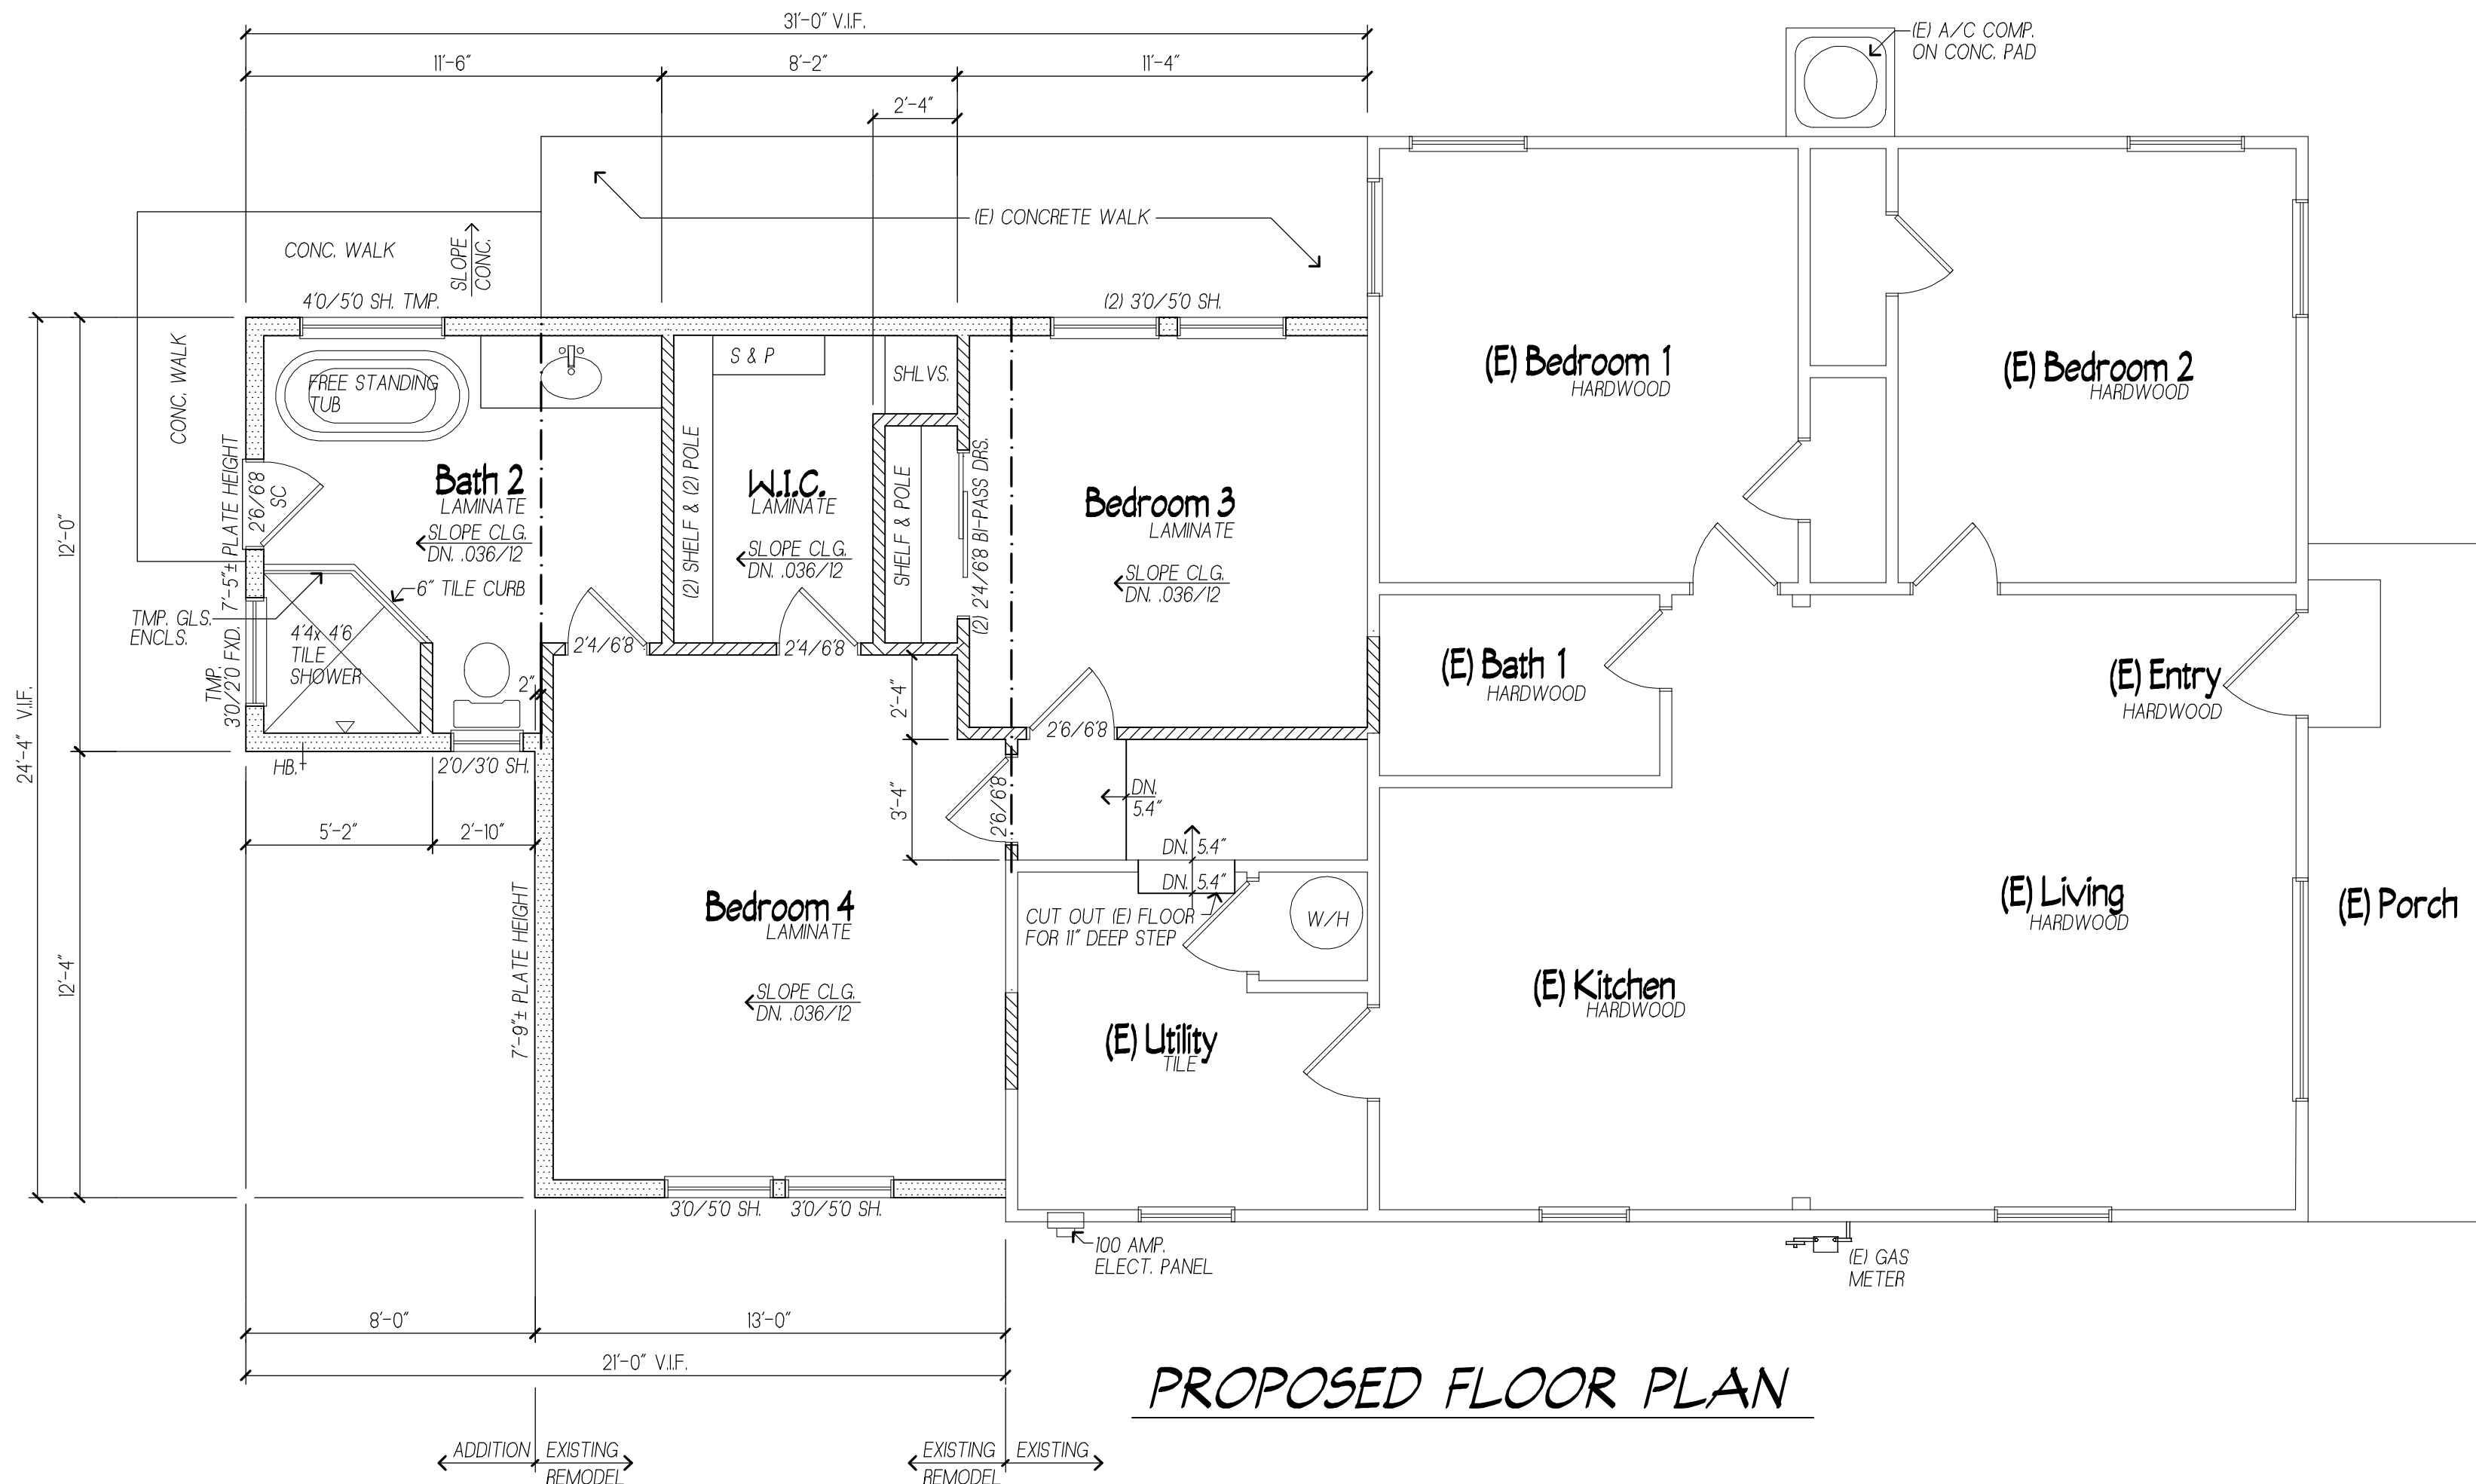 31'-0" V.I.F.
11'-6"
8'-2"
11'-4"
2'-4"
(E) A/C COMP.
ON CONC. PAD
(E) CONCRETE WALK
CONC. WALK
SLOPE
CONC.
CONC. WALK
4'0/5'0 SH. TMP.
(2) 3'0/5'0 SH.
S & P
SHLVS.
FREE STANDING
TUB
(E) Bedroom 1
HARDWOOD
(E) Bedroom 2
HARDWOOD
7'-5"± PLATE HEIGHT
2'6/6'8
SC
Bath 2
LAMINATE
SLOPE CLG.
DN. .036/12
(2) SHELF & (2) POLE
W.I.C.
LAMINATE
SLOPE CLG.
DN. .036/12
SHELF & POLE
(2) 2'4/6'8 BI-PASS DRS.
Bedroom 3
LAMINATE
SLOPE CLG.
DN. .036/12
12'-0"
24'-4" V.I.F.
12'-4"
6" TILE CURB
TMP. GLS.
ENCLS.
4'4x 4'6
TILE
SHOWER
TMP.
3'0/2'0 FXD.
2'4/6'8
2'4/6'8
2"
2'-4"
2'6/6'8
(E) Bath 1
HARDWOOD
(E) Entry
HARDWOOD
HB.
2'0/3'0 SH.
3'-4"
2'6/6'8
DN.
5.4"
5'-2"
2'-10"
DN. 5.4"
DN. 5.4"
CUT OUT (E) FLOOR
FOR 11" DEEP STEP
W/H
7'-9"± PLATE HEIGHT
Bedroom 4
LAMINATE
SLOPE CLG.
DN. .036/12
(E) Living
HARDWOOD
(E) Porch
(E) Kitchen
HARDWOOD
(E) Utility
TILE
3'0/5'0 SH.
3'0/5'0 SH.
100 AMP.
ELECT. PANEL
(E) GAS
METER
8'-0"
13'-0"
21'-0" V.I.F.
PROPOSED FLOOR PLAN
ADDITION
EXISTING
REMODEL
EXISTING
REMODEL
EXISTING